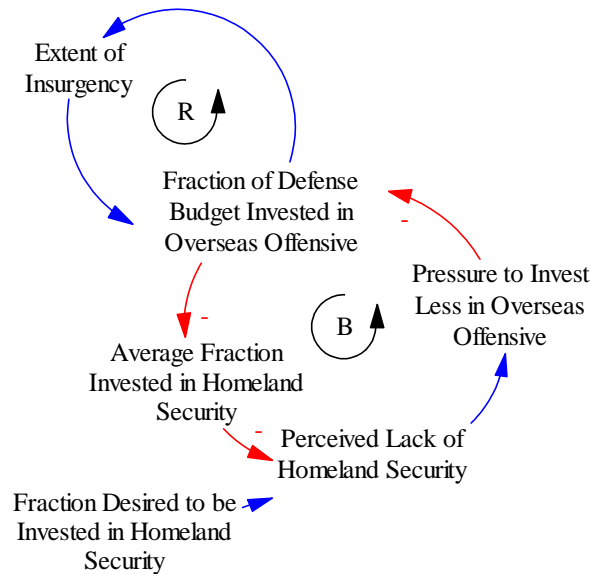 Extent of
Insurgency
R
Fraction of Defense
Budget Invested in
Overseas Offensive
-
Pressure to Invest
Less in Overseas
Offensive
-
B
Average Fraction
Invested in Homeland
Security
-
Perceived Lack of
Homeland Security
Fraction Desired to be
Invested in Homeland
Security